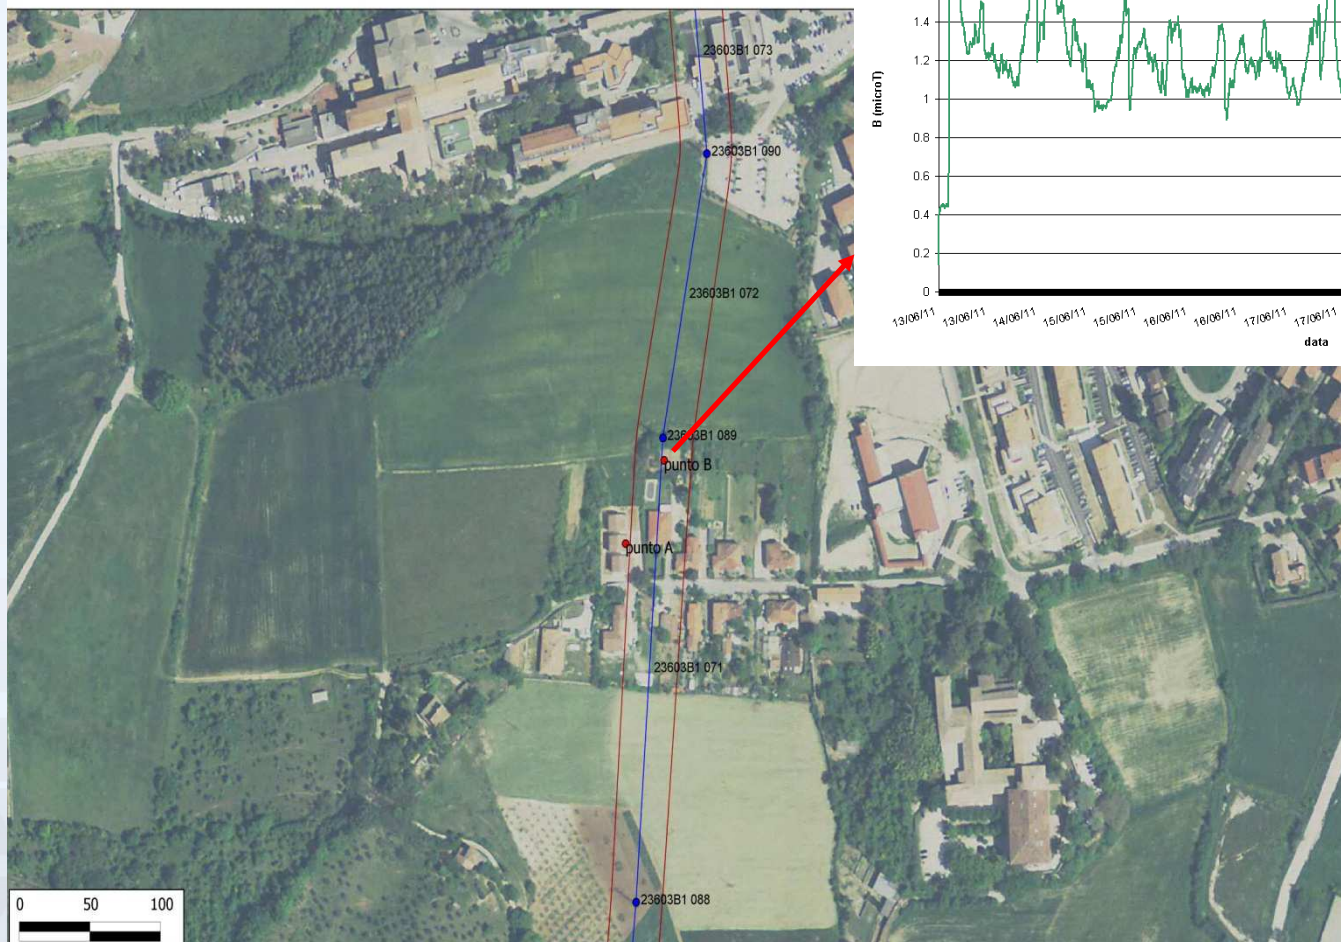 23603B1 073
23603B1 090
23603B1 072
23603B1 089
punto B
punto A
23603B1 071
23603B1 088
0 50 100
B (microT)
1.4
1.2
1
0.8
0.6
0.4
0.2
0
13/06/11 13/06/11 14/06/11 15/06/11 15/06/11 16/06/11 16/06/11 17/06/11 17/06/11
data